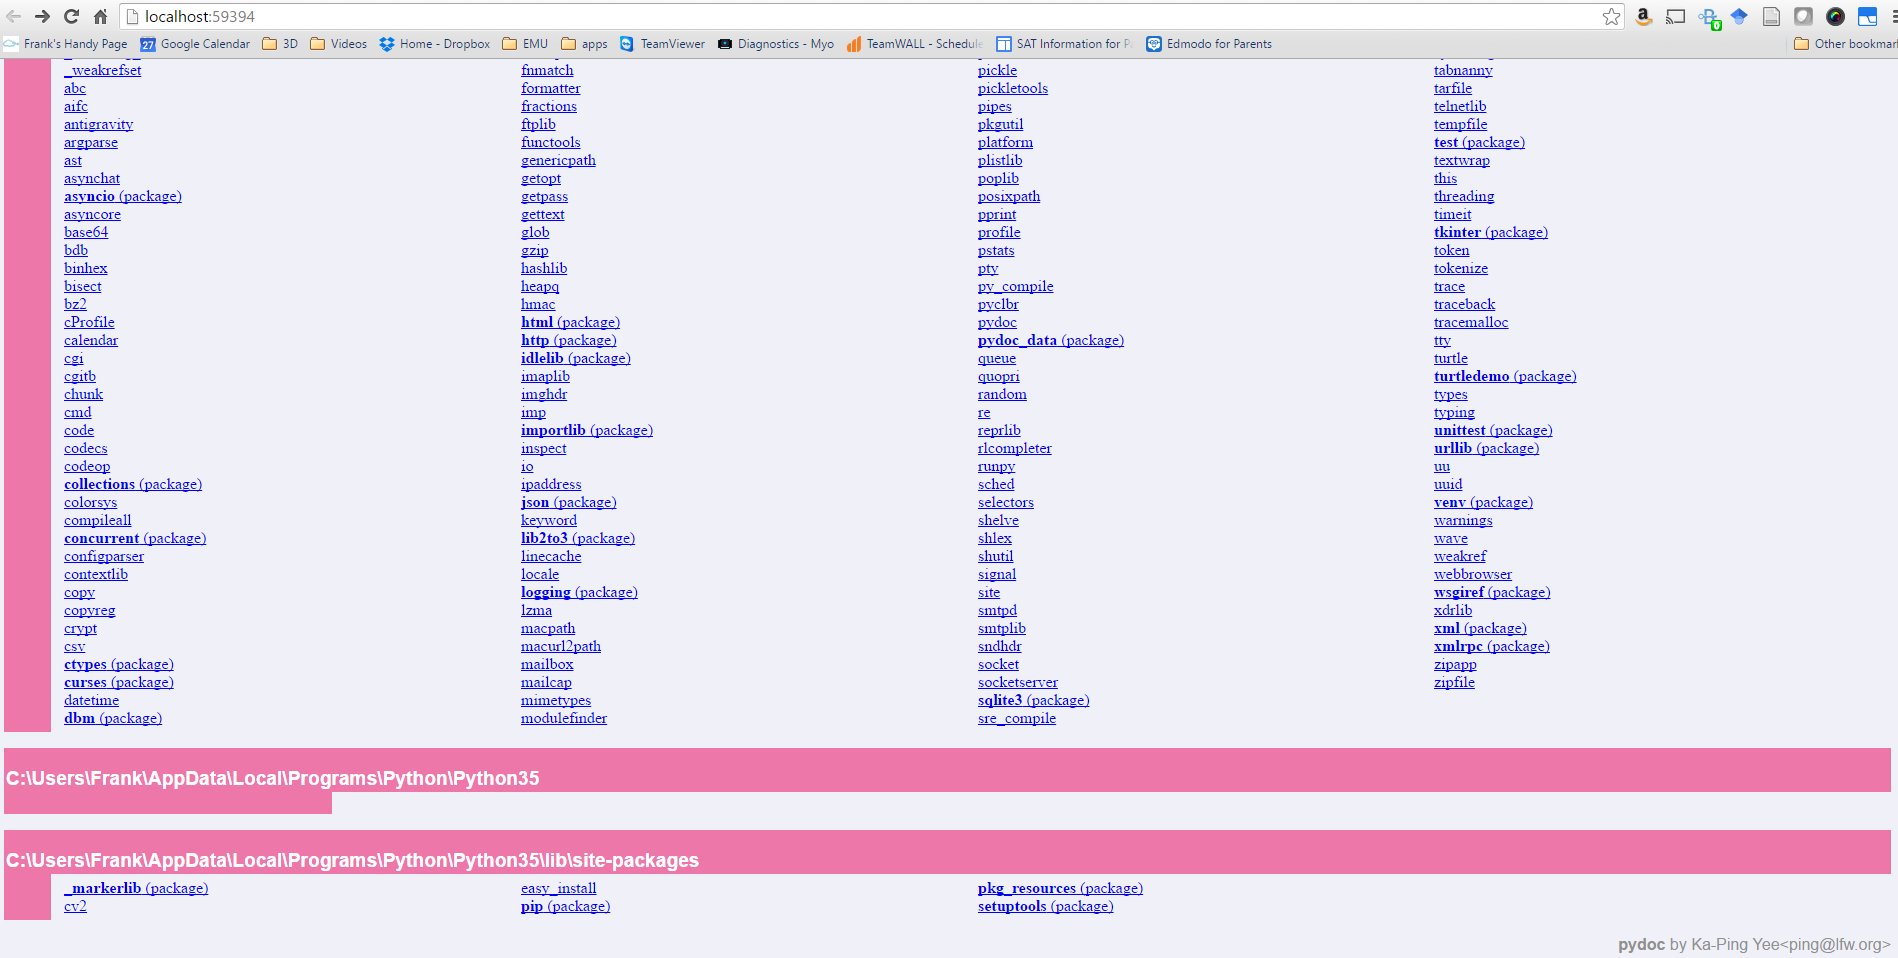 localhost:59394
Frank's Handy Page 27 Google Calendar 3D Videos Home - Dropbox EMU apps TeamViewer Diagnostics - Myo TeamWALL - Schedule SAT Information for P Edmodo for Parents Other bookmar
_weakrefset fnmatch pickle tabnanny
abc formatter pickletools tarfile
aifc fractions pipes telnetlib
antigravity ftplib pkgutil tempfile
argparse functools platform test (package)
ast genericpath plistlib textwrap
asynchat getopt poplib this
asyncio (package) getpass posixpath threading
asyncore gettext pprint timeit
base64 glob profile tkinter (package)
bdb gzip pstats token
binhex hashlib pty tokenize
bisect heapq py_compile trace
bz2 hmac pyclbr traceback
cProfile html (package) pydoc tracemalloc
calendar http (package) pydoc_data (package) tty
cgi idlelib (package) queue turtle
cgitb imaplib quopri turtledemo (package)
chunk imghdr random types
cmd imp re typing
code importlib (package) reprlib unittest (package)
codecs inspect rlcompleter urllib (package)
codeop io runpy uu
collections (package) ipaddress sched uuid
colorsys json (package) selectors venv (package)
compileall keyword shelve warnings
concurrent (package) lib2to3 (package) shlex wave
configparser linecache shutil weakref
contextlib locale signal webbrowser
copy logging (package) site wsgiref (package)
copyreg lzma smtpd xdrlib
crypt macpath smtplib xml (package)
csv macurl2path sndhdr xmlrpc (package)
ctypes (package) mailbox socket zipapp
curses (package) mailcap socketserver zipfile
datetime mimetypes sqlite3 (package)
dbm (package) modulefinder sre_compile
C:\Users\Frank\AppData\Local\Programs\Python\Python35
C:\Users\Frank\AppData\Local\Programs\Python\Python35\lib\site-packages
_markerlib (package) easy_install pkg_resources (package)
cv2 pip (package) setuptools (package)
pydoc by Ka-Ping Yee<ping@lfw.org>